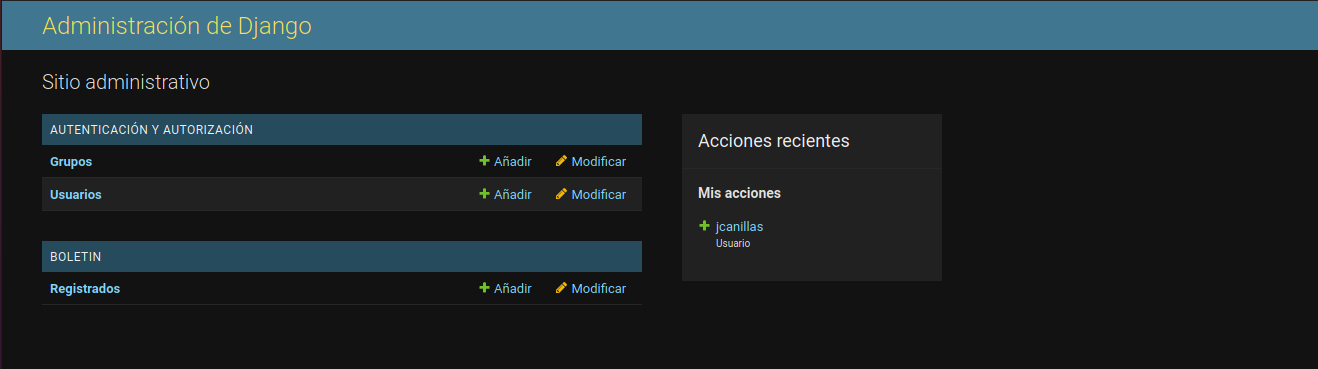 Administración de Django
Sitio administrativo
AUTENTICACIÓN Y AUTORIZACIÓN
Grupos Añadir Modificar
Usuarios Añadir Modificar
BOLETIN
Registrados Añadir Modificar
Acciones recientes
Mis acciones
jcanillas
Usuario